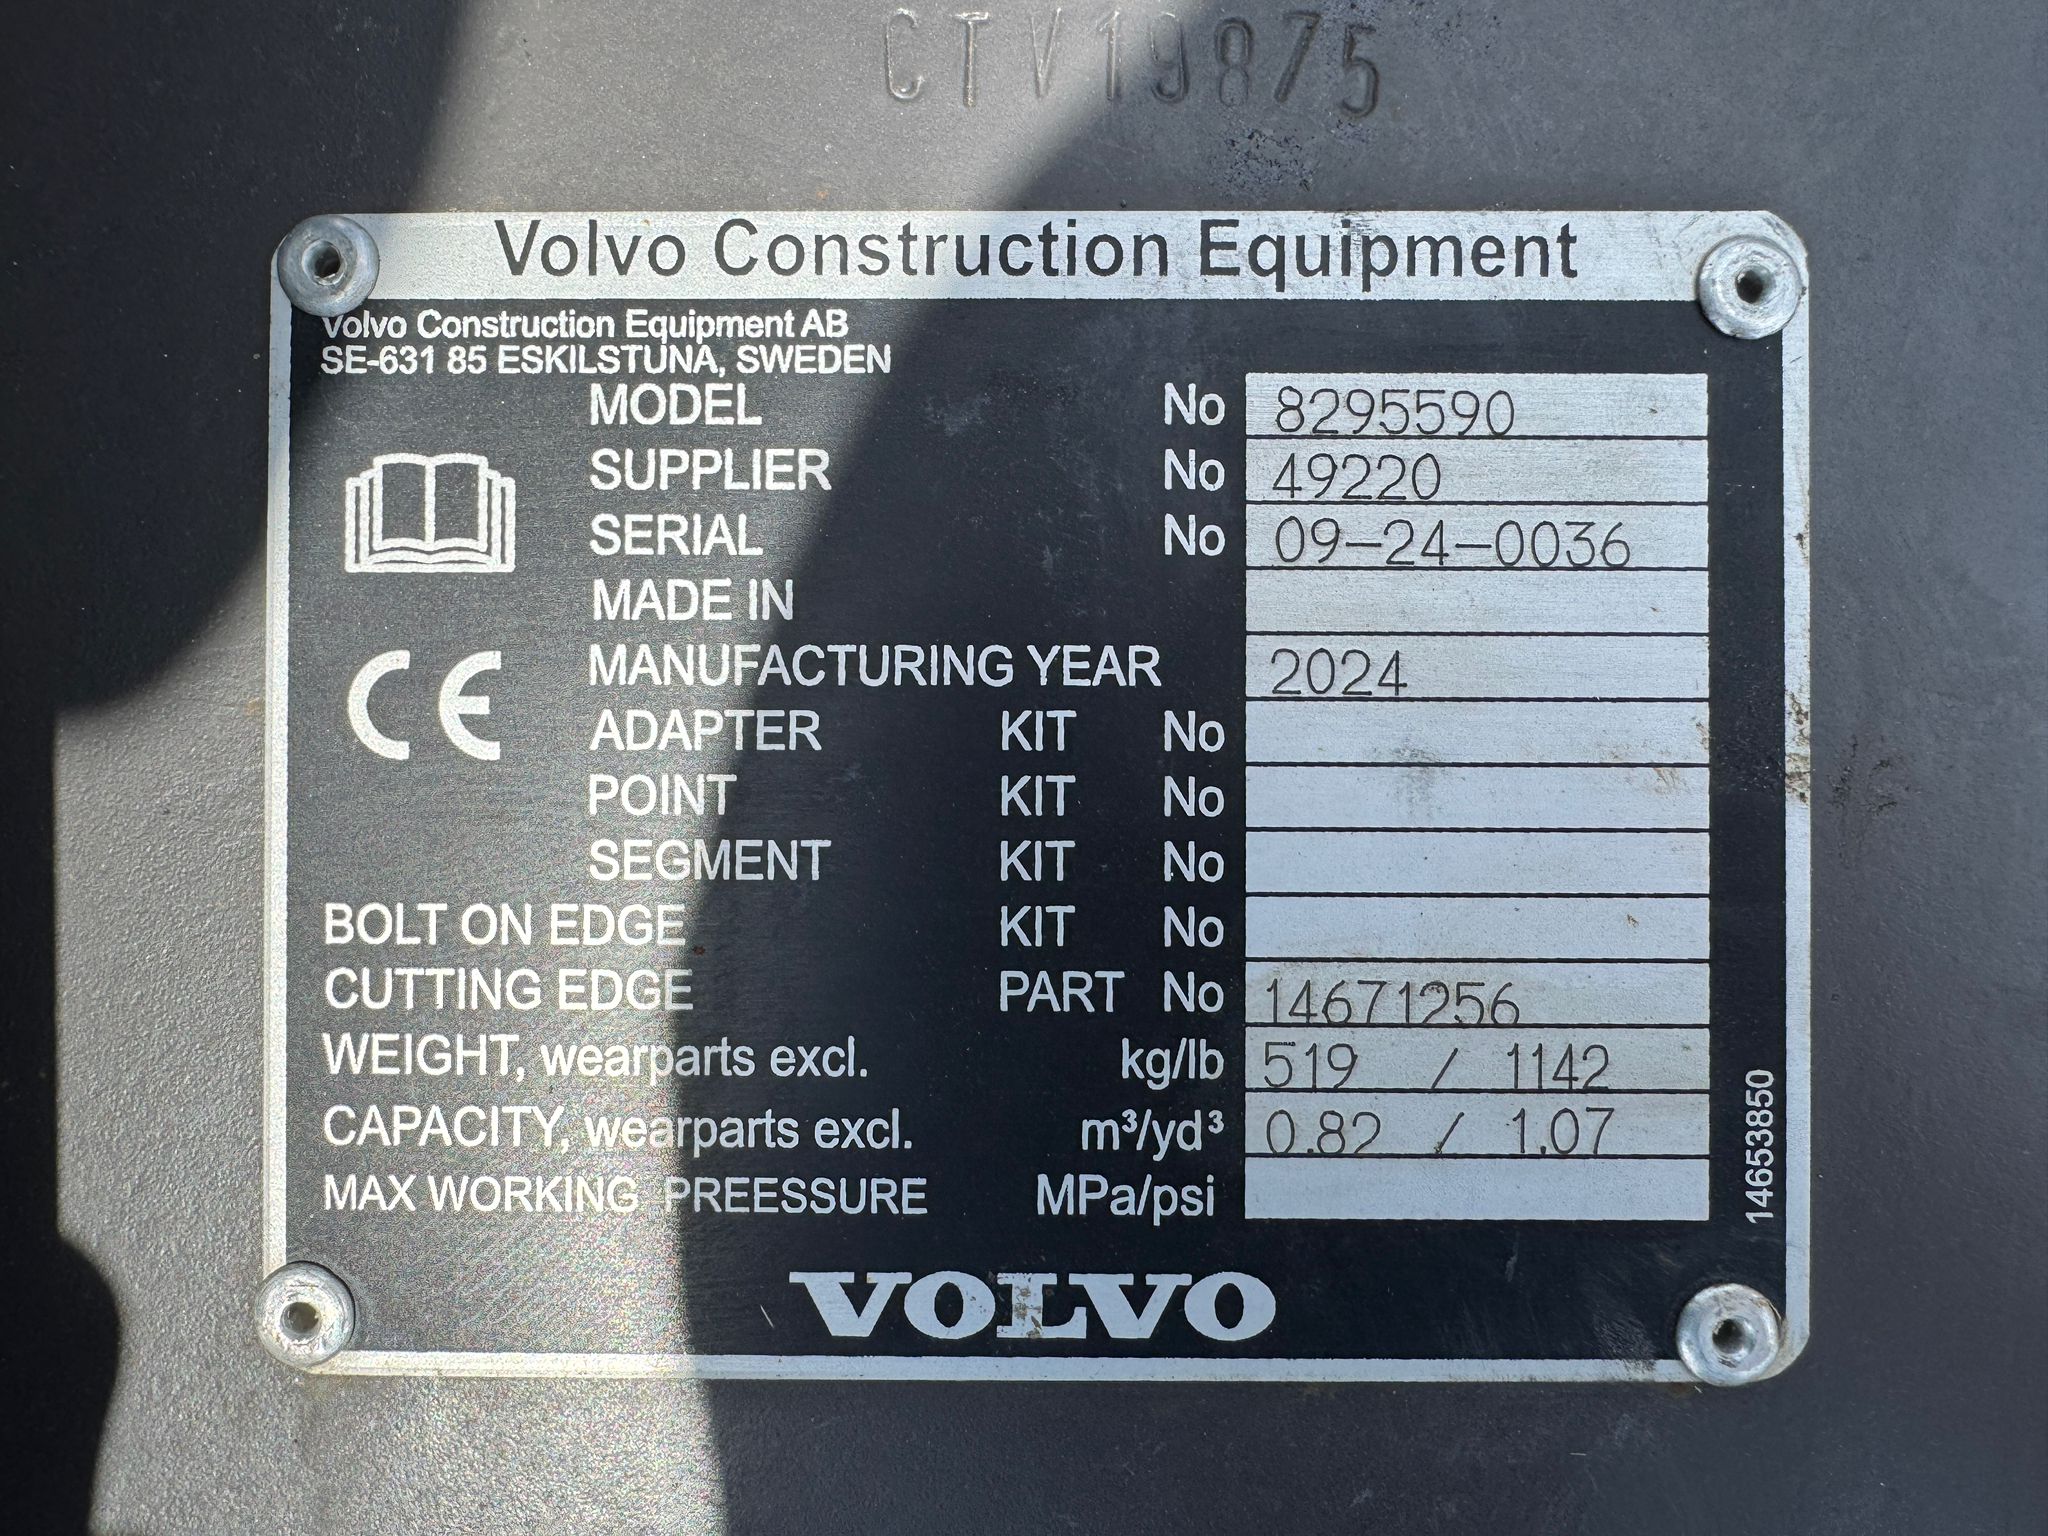 CTV19875
Volvo Construction Equipment
Volvo Construction Equipment AB
SE-631 85 ESKILSTUNA, SWEDEN
MODEL No 8295590
SUPPLIER No 49220
SERIAL No 09-24-0036
MADE IN
MANUFACTURING YEAR 2024
CE
ADAPTER KIT No
POINT KIT No
SEGMENT KIT No
BOLT ON EDGE KIT No
CUTTING EDGE PART No 14671256
WEIGHT, wearparts excl. kg/lb 519 / 1142
CAPACITY, wearparts excl. m³/yd³ 0.82 / 1.07
MAX WORKING PREESSURE MPa/psi
14653850
VOLVO